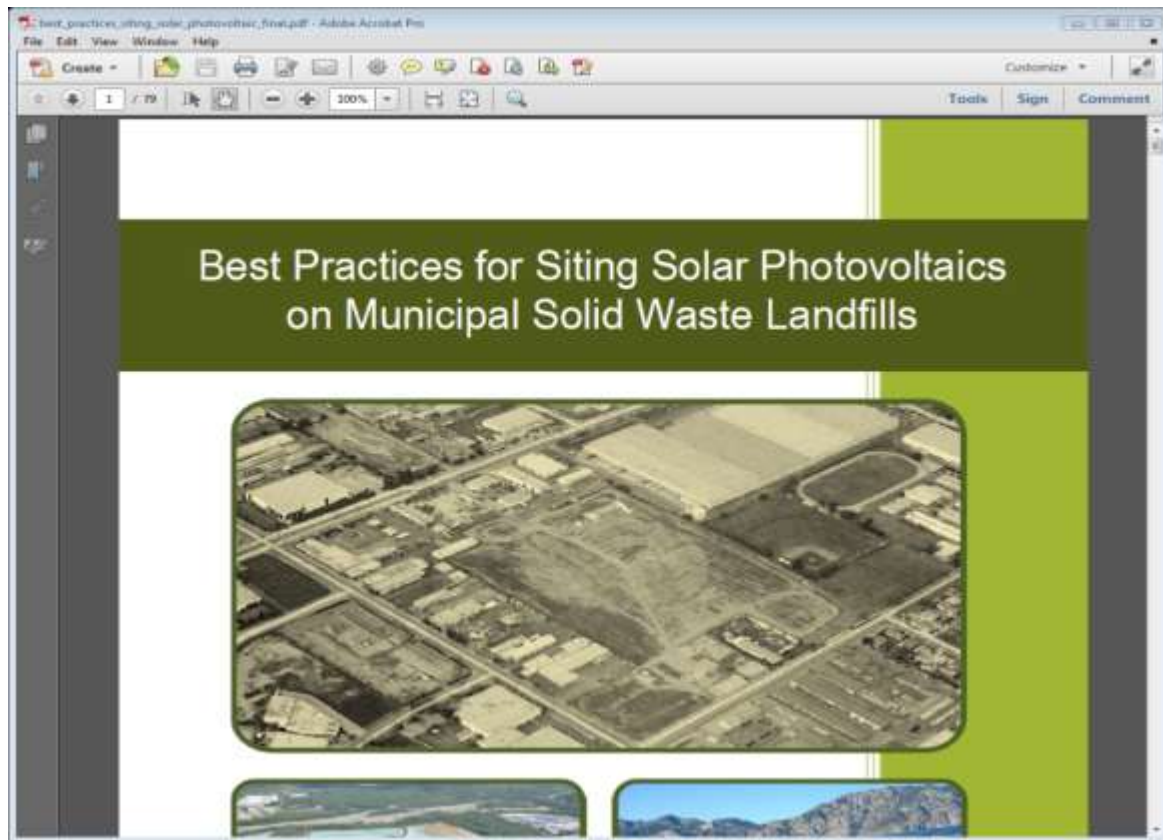 best_practices_siting_solar_photovoltaic_final.pdf - Adobe Acrobat Pro
File Edit View Window Help
Create Customize
1 / 79 100% Tools Sign Comment
Best Practices for Siting Solar Photovoltaics
on Municipal Solid Waste Landfills